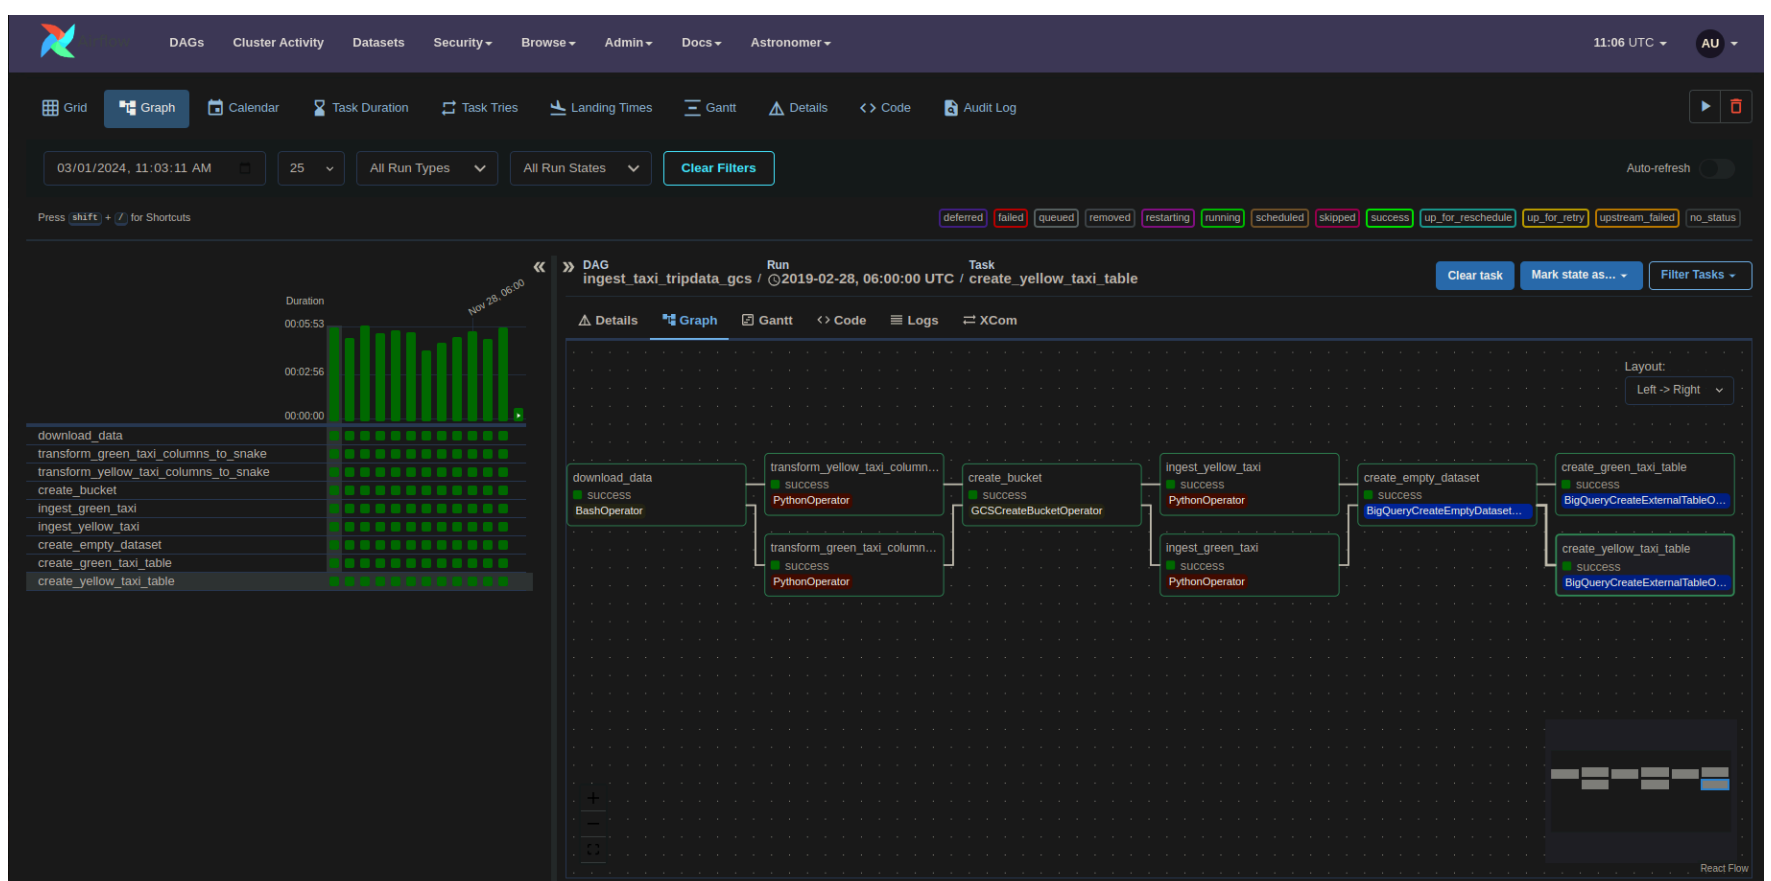 DAGs Cluster Activity Datasets Security Browse Admin Docs Astronomer 11:06 UTC AU
Grid Graph Calendar Task Duration Task Tries Landing Times Gantt Details Code Audit Log
03/01/2024, 11:03:11 AM 25 All Run Types All Run States Clear Filters Auto-refresh
Press shift + / for Shortcuts deferred failed queued removed restarting running scheduled skipped success up_for_reschedule up_for_retry upstream_failed no_status
DAG Run Task
ingest_taxi_tripdata_gcs / 2019-02-28, 06:00:00 UTC / create_yellow_taxi_table Clear task Mark state as... Filter Tasks
Nov 28, 06:00
Duration
00:05:53
00:02:56
00:00:00
download_data
transform_green_taxi_columns_to_snake
transform_yellow_taxi_columns_to_snake
create_bucket
ingest_green_taxi
ingest_yellow_taxi
create_empty_dataset
create_green_taxi_table
create_yellow_taxi_table
Details Graph Gantt Code Logs XCom
Layout:
Left -> Right
download_data
success
BashOperator
transform_yellow_taxi_column...
success
PythonOperator
transform_green_taxi_column...
success
PythonOperator
create_bucket
success
GCSCreateBucketOperator
ingest_yellow_taxi
success
PythonOperator
ingest_green_taxi
success
PythonOperator
create_empty_dataset
success
BigQueryCreateEmptyDataset...
create_green_taxi_table
success
BigQueryCreateExternalTableO...
create_yellow_taxi_table
success
BigQueryCreateExternalTableO...
React Flow